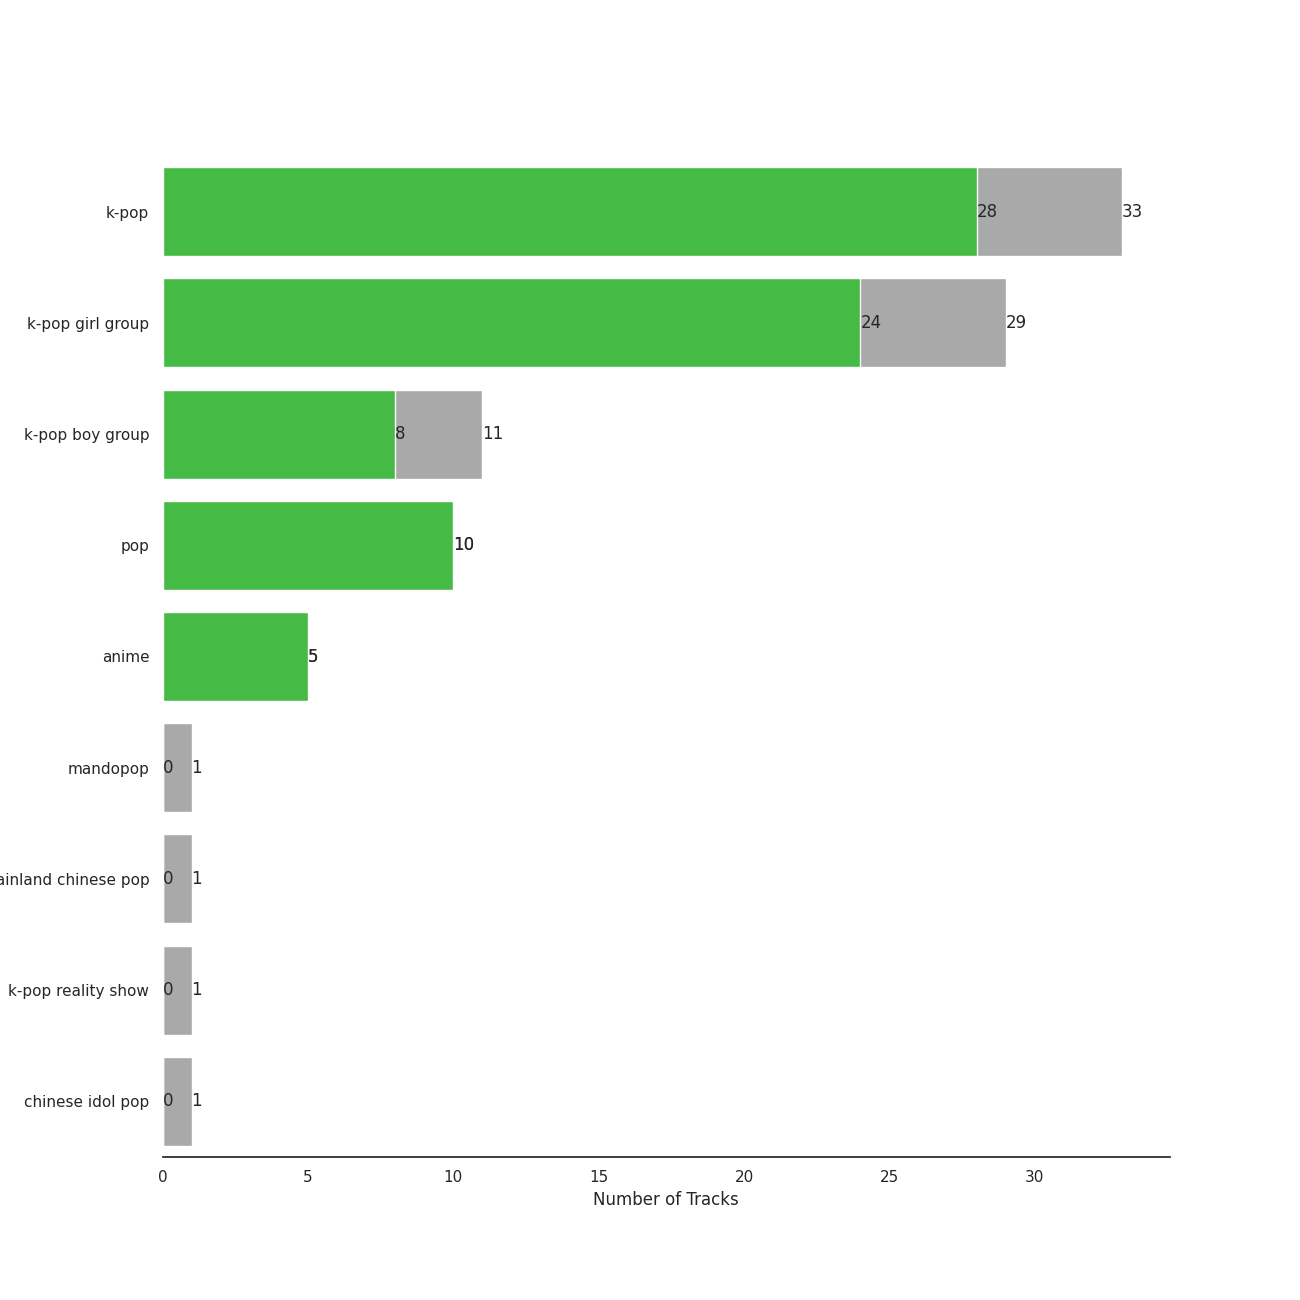 k-pop 28 33
k-pop girl group 24 29
k-pop boy group 8 11
pop 10
anime 5
mandopop 0 1
ainland chinese pop 0 1
k-pop reality show 0 1
chinese idol pop 0 1
0 5 10 15 20 25 30
Number of Tracks